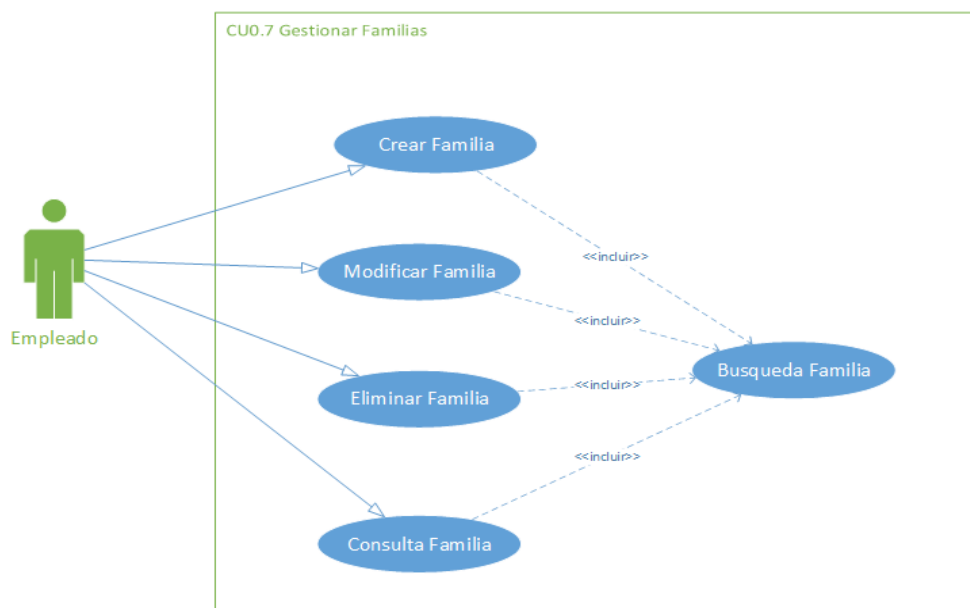 CU0.7 Gestionar Familias
Crear Familia
<<incluir>>
Modificar Familia
<<incluir>>
Empleado
Busqueda Familia
Eliminar Familia
<<incluir>>
<<incluir>>
Consulta Familia